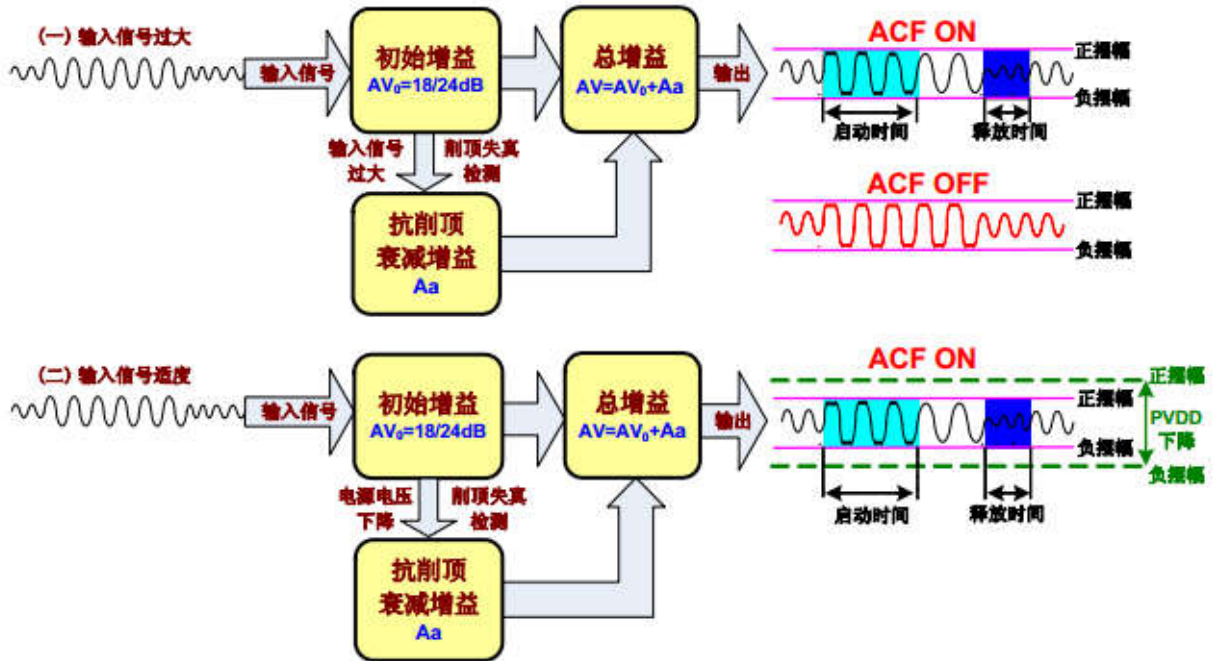 (一) 输入信号过大
输入信号
初始增益
AV₀=18/24dB
总增益
AV=AV₀+Aa
输出
ACF ON
正摆幅
负摆幅
启动时间
释放时间
输入信号
过大
削顶失真
检测
抗削顶
衰减增益
Aa
ACF OFF
正摆幅
负摆幅
(二) 输入信号适度
输入信号
初始增益
AV₀=18/24dB
总增益
AV=AV₀+Aa
输出
ACF ON
正摆幅
正摆幅
PVDD
下降
负摆幅
负摆幅
启动时间
释放时间
电源电压
下降
削顶失真
检测
抗削顶
衰减增益
Aa